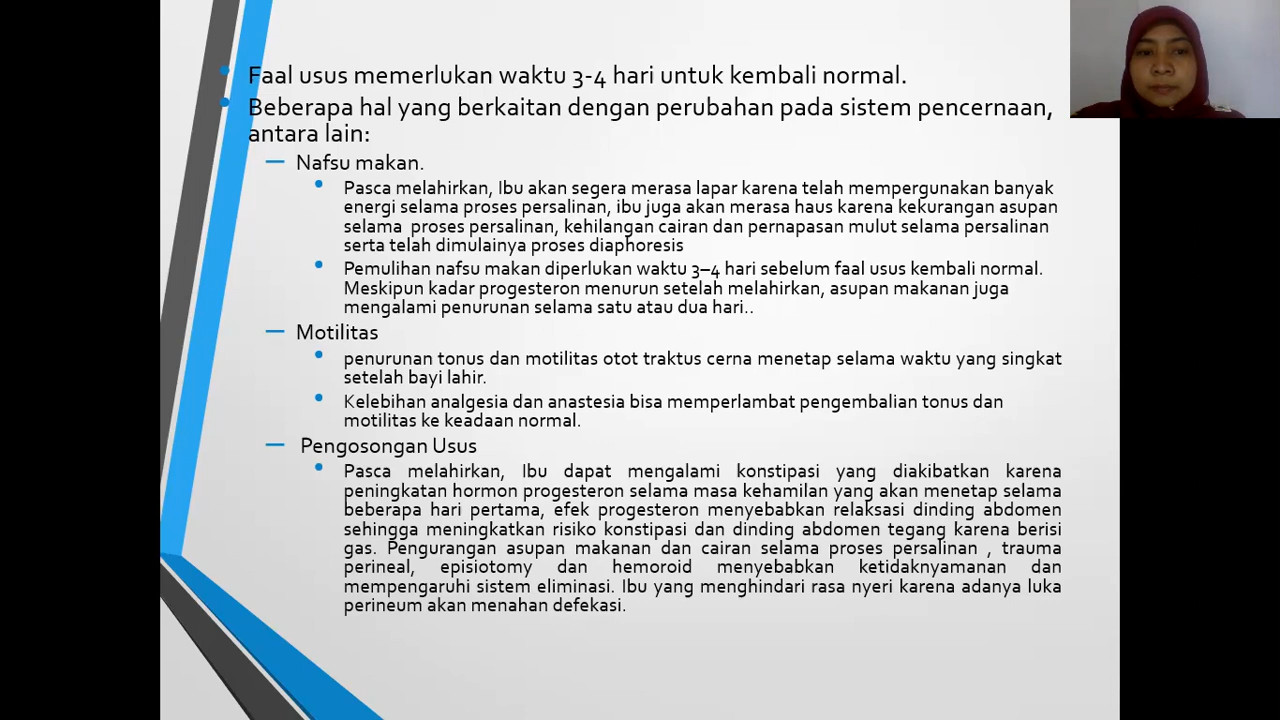 Faal usus memerlukan waktu 3-4 hari untuk kembali normal.
Beberapa hal yang berkaitan dengan perubahan pada sistem pencernaan,
antara lain:
— Nafsu makan.
Pasca melahirkan, Ibu akan segera merasa lapar karena telah mempergunakan banyak
energi selama proses persalinan, ibu juga akan merasa haus karena kekurangan asupan
selama proses persalinan, kehilangan cairan dan pernapasan mulut selama persalinan
serta telah dimulainya proses diaphoresis
Pemulihan nafsu makan diperlukan waktu 3–4 hari sebelum faal usus kembali normal.
Meskipun kadar progesteron menurun setelah melahirkan, asupan makanan juga
mengalami penurunan selama satu atau dua hari..
— Motilitas
penurunan tonus dan motilitas otot traktus cerna menetap selama waktu yang singkat
setelah bayi lahir.
Kelebihan analgesia dan anastesia bisa memperlambat pengembalian tonus dan
motilitas ke keadaan normal.
— Pengosongan Usus
Pasca melahirkan, Ibu dapat mengalami konstipasi yang diakibatkan karena
peningkatan hormon progesteron selama masa kehamilan yang akan menetap selama
beberapa hari pertama, efek progesteron menyebabkan relaksasi dinding abdomen
sehingga meningkatkan risiko konstipasi dan dinding abdomen tegang karena berisi
gas. Pengurangan asupan makanan dan cairan selama proses persalinan , trauma
perineal, episiotomy dan hemoroid menyebabkan ketidaknyamanan dan
mempengaruhi sistem eliminasi. Ibu yang menghindari rasa nyeri karena adanya luka
perineum akan menahan defekasi.